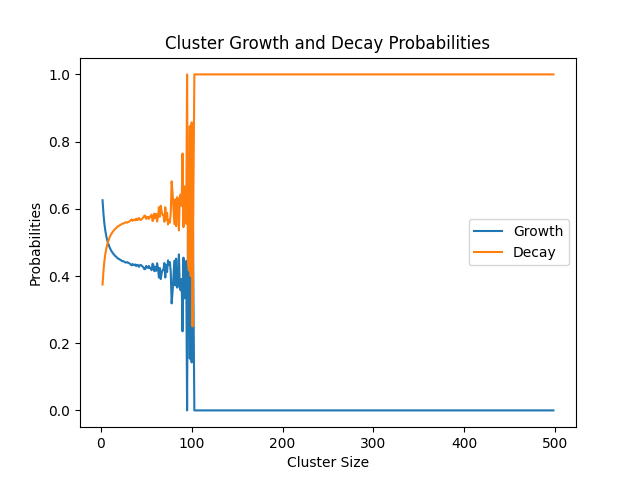 Cluster Growth and Decay Probabilities
Probabilities
1.0
0.8
0.6
0.4
0.2
0.0
Growth
Decay
0 100 200 300 400 500
Cluster Size